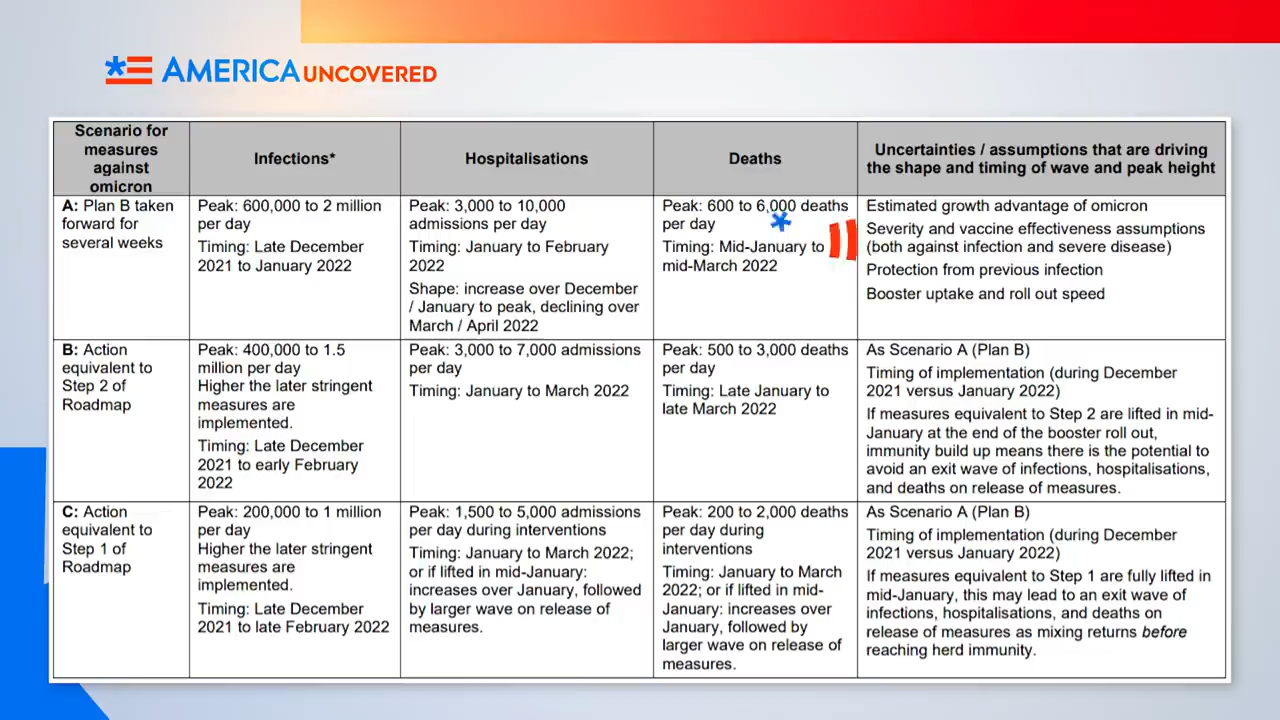 AMERICA UNCOVERED
Scenario for
measures
against
omicron
Infections*
Hospitalisations
Deaths
Uncertainties / assumptions that are driving
the shape and timing of wave and peak height
A: Plan B taken
forward for
several weeks
Peak: 600,000 to 2 million
per day
Timing: Late December
2021 to January 2022
Peak: 3,000 to 10,000
admissions per day
Timing: January to February
2022
Shape: increase over December
/ January to peak, declining over
March / April 2022
Peak: 600 to 6,000 deaths
per day
Timing: Mid-January to
mid-March 2022
Estimated growth advantage of omicron
Severity and vaccine effectiveness assumptions
(both against infection and severe disease)
Protection from previous infection
Booster uptake and roll out speed
B: Action
equivalent to
Step 2 of
Roadmap
Peak: 400,000 to 1.5
million per day
Higher the later stringent
measures are
implemented.
Timing: Late December
2021 to early February
2022
Peak: 3,000 to 7,000 admissions
per day
Timing: January to March 2022
Peak: 500 to 3,000 deaths
per day
Timing: Late January to
late March 2022
As Scenario A (Plan B)
Timing of implementation (during December
2021 versus January 2022)
If measures equivalent to Step 2 are lifted in mid-
January at the end of the booster roll out,
immunity build up means there is the potential to
avoid an exit wave of infections, hospitalisations,
and deaths on release of measures.
C: Action
equivalent to
Step 1 of
Roadmap
Peak: 200,000 to 1 million
per day
Higher the later stringent
measures are
implemented.
Timing: Late December
2021 to late February 2022
Peak: 1,500 to 5,000 admissions
per day during interventions
Timing: January to March 2022;
or if lifted in mid-January:
increases over January, followed
by larger wave on release of
measures.
Peak: 200 to 2,000 deaths
per day during
interventions
Timing: January to March
2022; or if lifted in mid-
January: increases over
January, followed by
larger wave on release of
measures.
As Scenario A (Plan B)
Timing of implementation (during December
2021 versus January 2022)
If measures equivalent to Step 1 are fully lifted in
mid-January, this may lead to an exit wave of
infections, hospitalisations, and deaths on
release of measures as mixing returns before
reaching herd immunity.